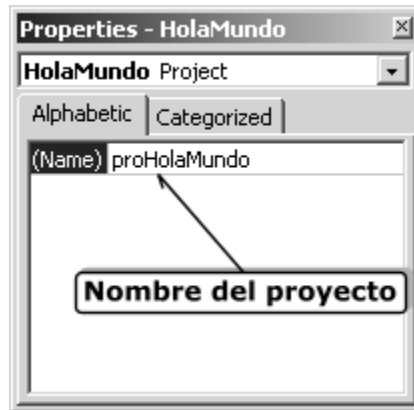 Properties - HolaMundo
HolaMundo Project
Alphabetic Categorized
(Name) proHolaMundo
Nombre del proyecto